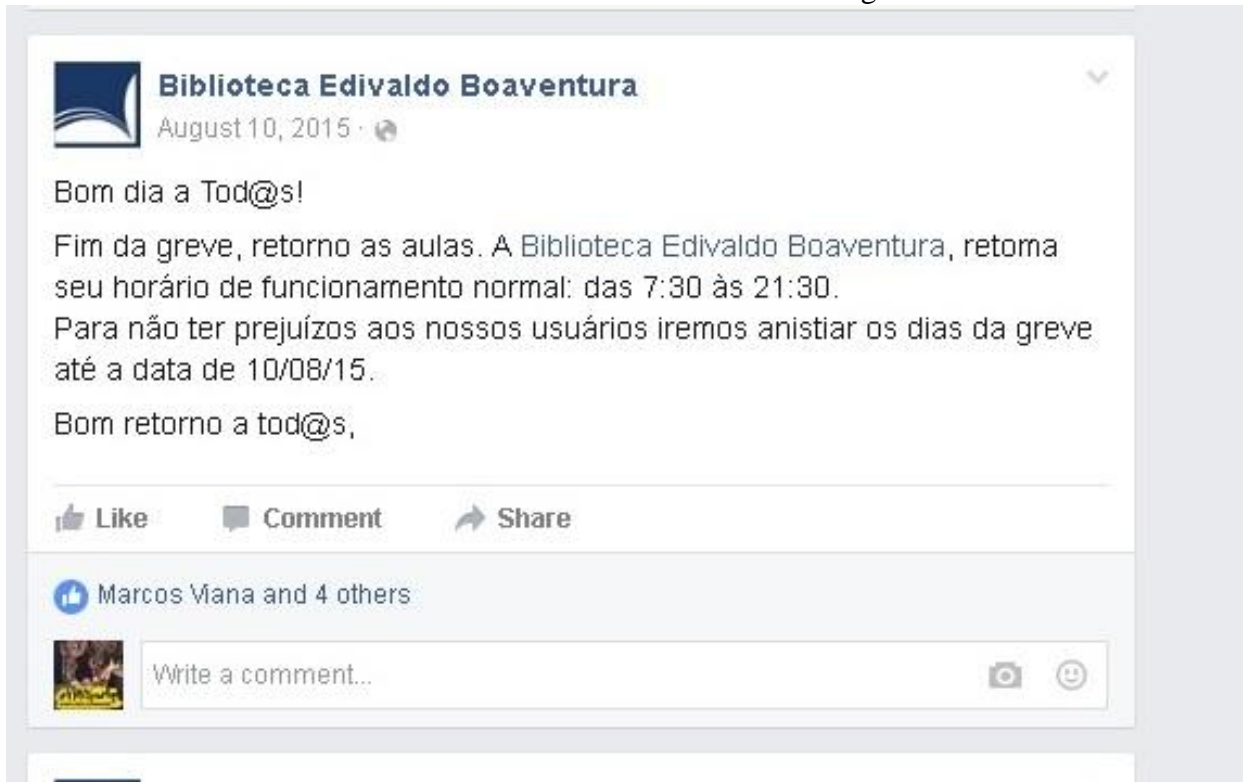 Biblioteca Edivaldo Boaventura
August 10, 2015 ·
Bom dia a Tod@s!
Fim da greve, retorno as aulas. A Biblioteca Edivaldo Boaventura, retoma
seu horário de funcionamento normal: das 7:30 às 21:30.
Para não ter prejuízos aos nossos usuários iremos anistiar os dias da greve
até a data de 10/08/15.
Bom retorno a tod@s,
Like Comment Share
Marcos Viana and 4 others
Write a comment...